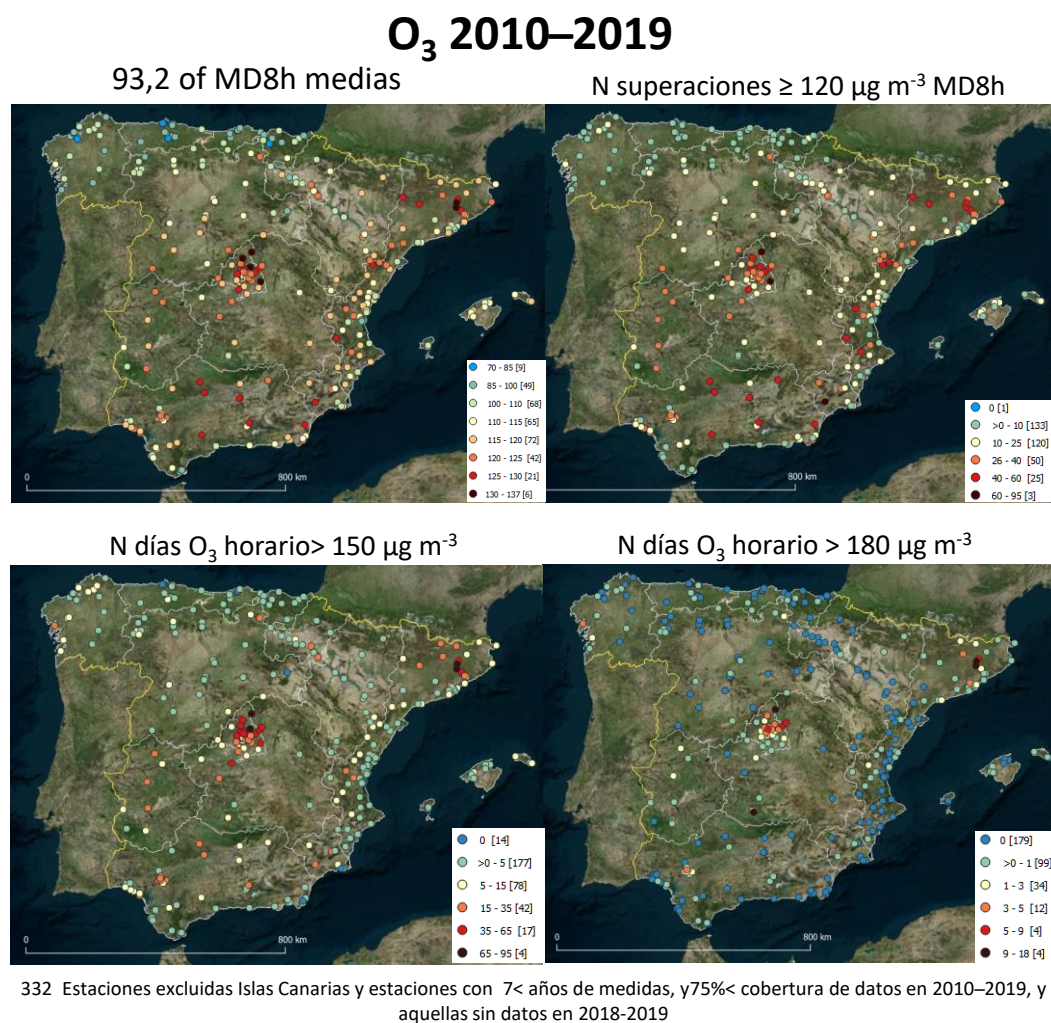 O₃ 2010–2019
93,2 of MD8h medias
N superaciones ≥ 120 µg m⁻³ MD8h
0
800 km
70 - 85 [9]
85 - 100 [49]
100 - 110 [68]
110 - 115 [65]
115 - 120 [72]
120 - 125 [42]
125 - 130 [21]
130 - 137 [6]
0
800 km
0 [1]
>0 - 10 [133]
10 - 25 [120]
26 - 40 [50]
40 - 60 [25]
60 - 95 [3]
N días O₃ horario> 150 µg m⁻³
N días O₃ horario > 180 µg m⁻³
0
800 km
0 [14]
>0 - 5 [177]
5 - 15 [78]
15 - 35 [42]
35 - 65 [17]
65 - 95 [4]
0
800 km
0 [179]
>0 - 1 [99]
1 - 3 [34]
3 - 5 [12]
5 - 9 [4]
9 - 18 [4]
332 Estaciones excluidas Islas Canarias y estaciones con 7< años de medidas, y75%< cobertura de datos en 2010–2019, y
aquellas sin datos en 2018-2019